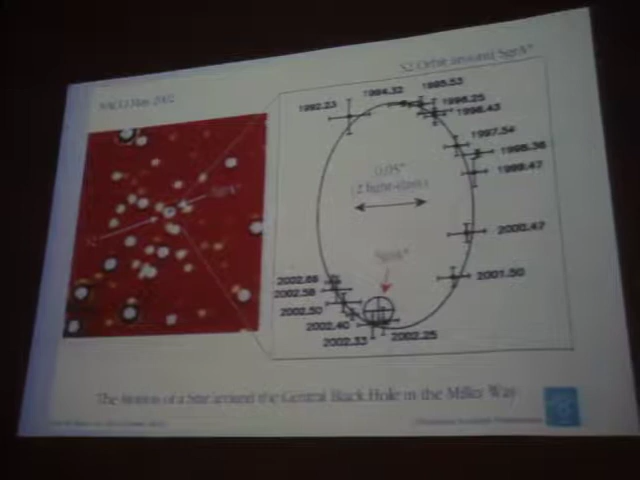 S2 Orbit around SgrA*
NACO May 2002
1992.23
1994.32
1995.53
1996.25
1996.43
1997.54
1998.36
1999.47
0.05"
(2 light-days)
SgrA*
S2
2000.47
SgrA*
2001.50
2002.66
2002.58
2002.50
2002.40
2002.33
2002.25
The Motion of a Star around the Central Black Hole in the Milky Way